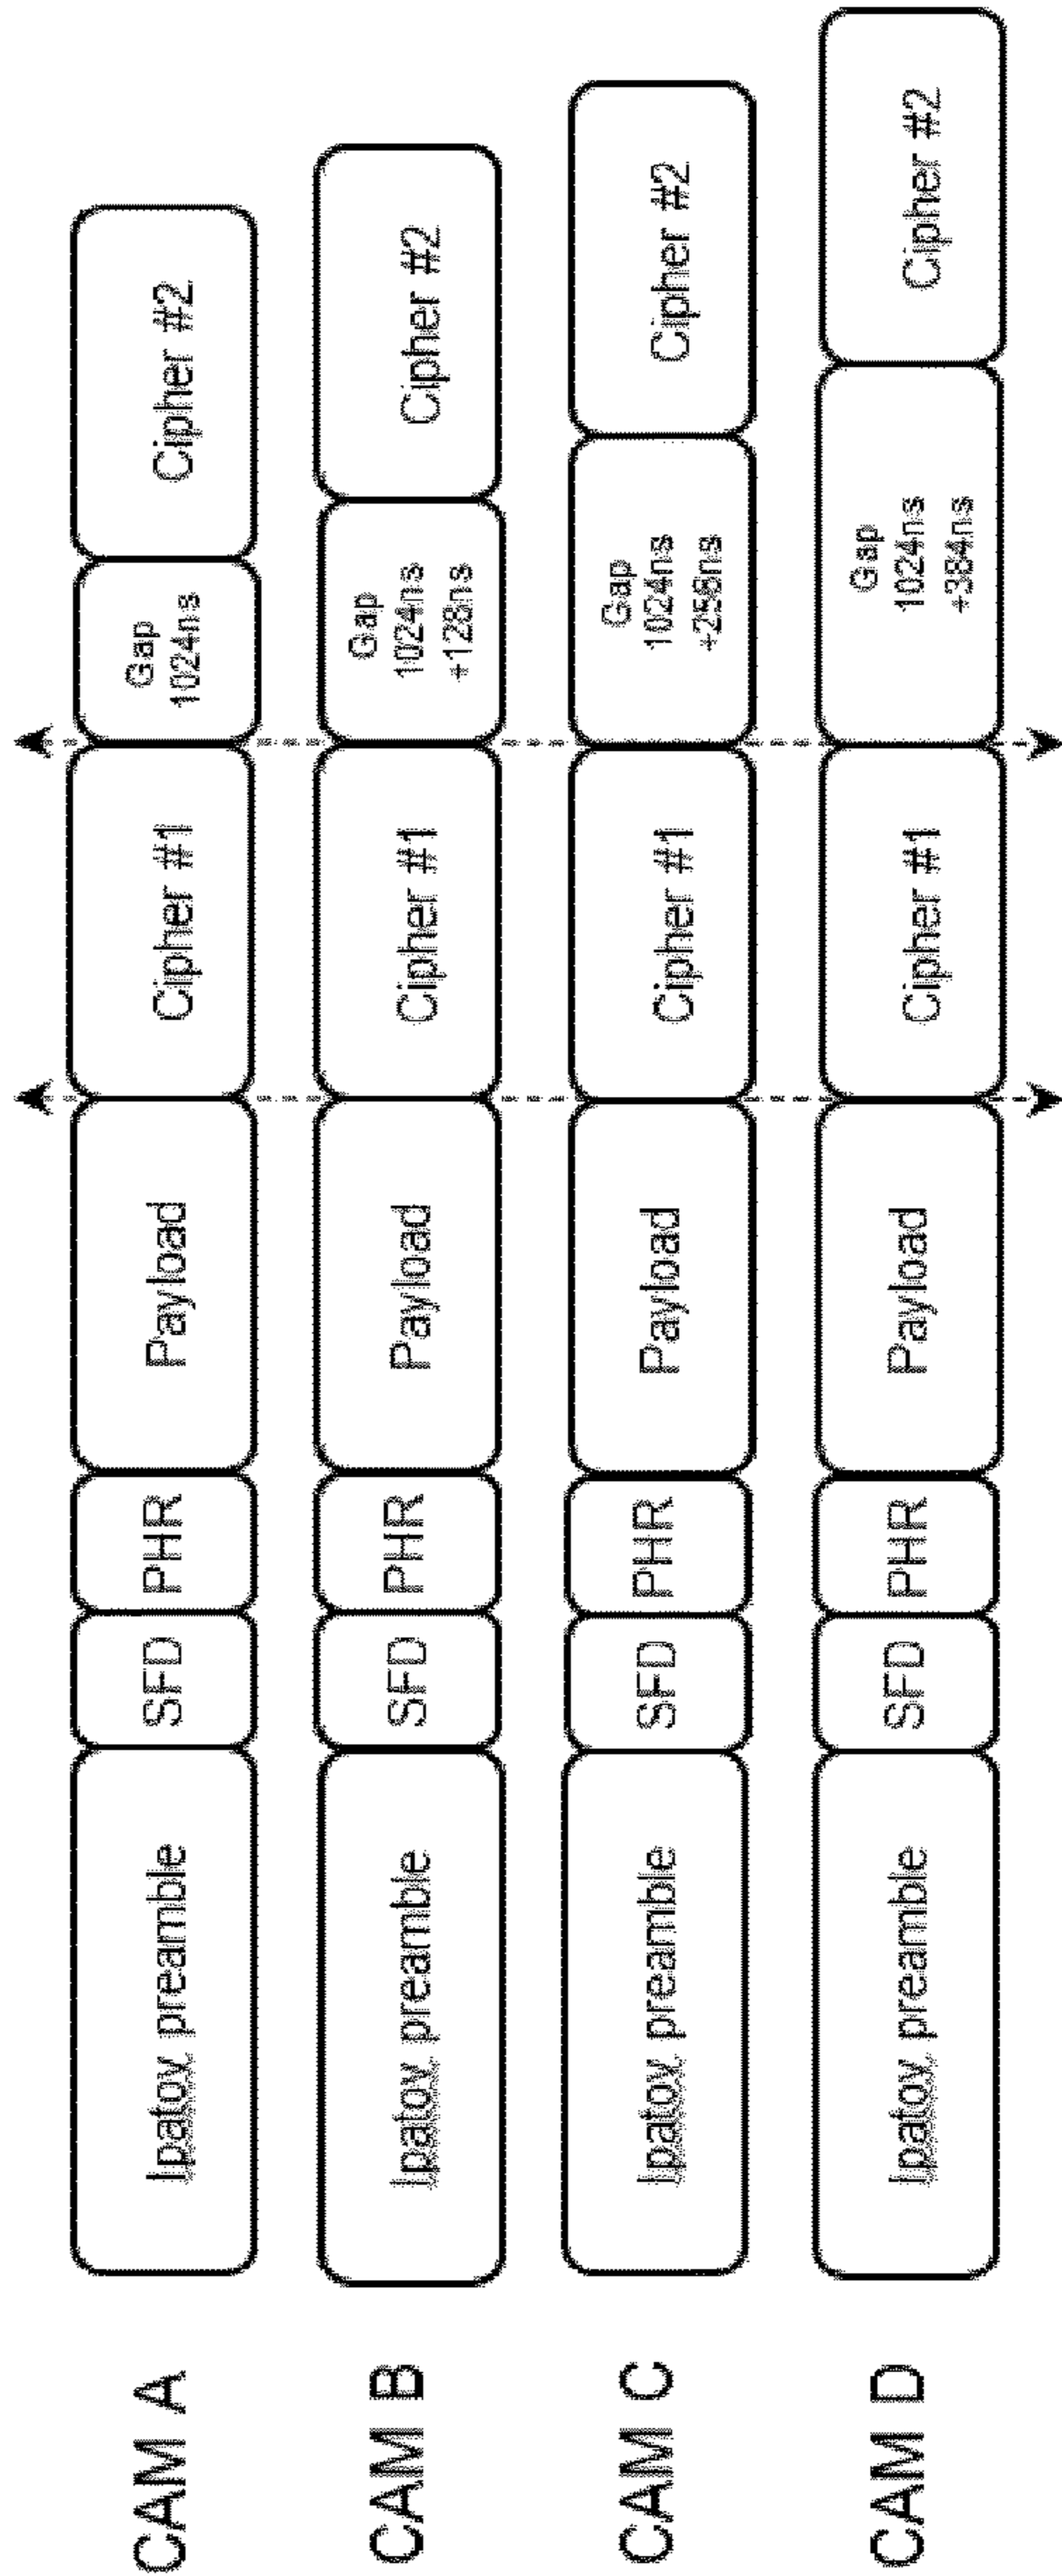 CAM A
Ipatov preamble
SFD
PHR
Payload
Cipher #1
Gap
1024ns
Cipher #2
CAM B
Ipatov preamble
SFD
PHR
Payload
Cipher #1
Gap
1024ns
+128ns
Cipher #2
CAM C
Ipatov preamble
SFD
PHR
Payload
Cipher #1
Gap
1024ns
+256ns
Cipher #2
CAM D
Ipatov preamble
SFD
PHR
Payload
Cipher #1
Gap
1024ns
+384ns
Cipher #2